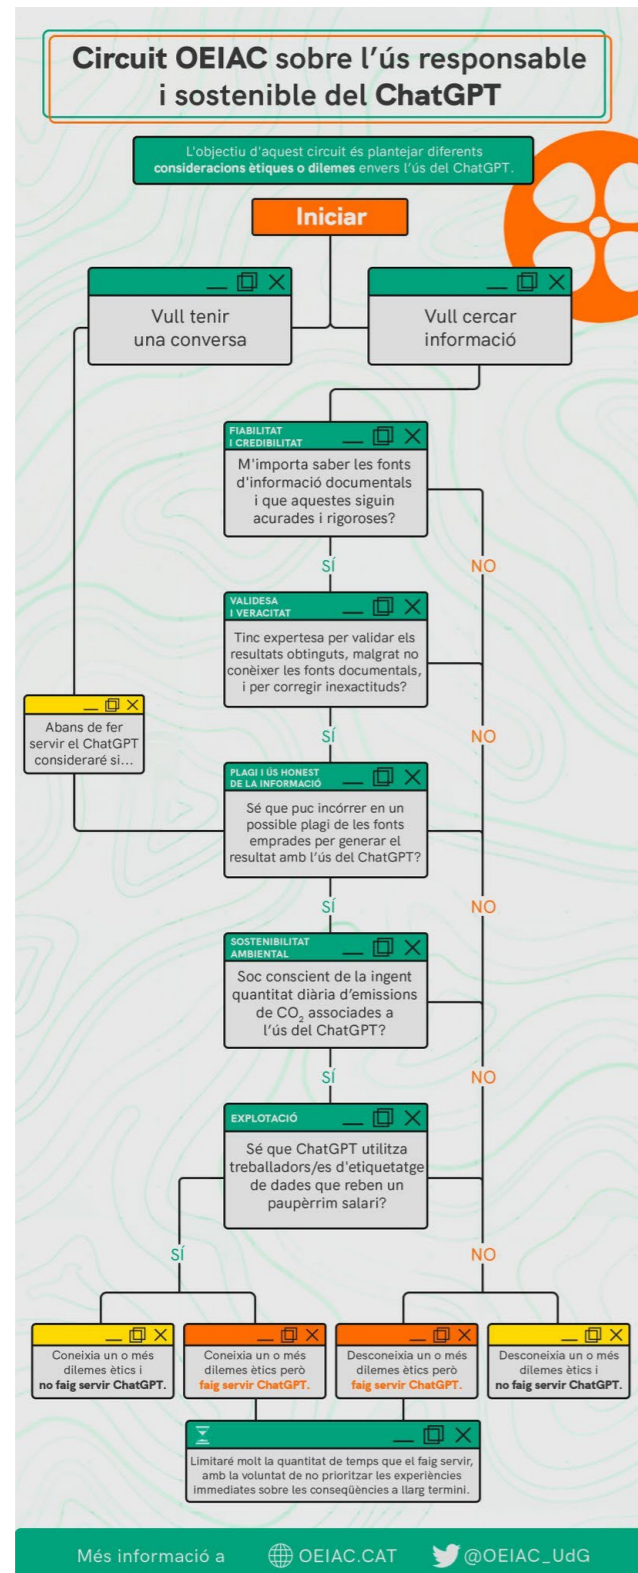 Circuit OEIAC sobre l'ús responsable
i sostenible del ChatGPT
L'objectiu d'aquest circuit és plantejar diferents
consideracions ètiques o dilemes envers l'ús del ChatGPT.
Iniciar
Vull tenir
una conversa
Vull cercar
informació
FIABILITAT
I CREDIBILITAT
M'importa saber les fonts
d'informació documentals
i que aquestes siguin
acurades i rigoroses?
SÍ
NO
VALIDESA
I VERACITAT
Tinc expertesa per validar els
resultats obtinguts, malgrat no
conèixer les fonts documentals,
i per corregir inexactituds?
SÍ
NO
Abans de fer
servir el ChatGPT
consideraré si...
PLAGI I ÚS HONEST
DE LA INFORMACIÓ
Sé que puc incórrer en un
possible plagi de les fonts
emprades per generar el
resultat amb l'ús del ChatGPT?
SÍ
NO
SOSTENIBILITAT
AMBIENTAL
Soc conscient de la ingent
quantitat diària d'emissions
de CO₂ associades a
l'ús del ChatGPT?
SÍ
NO
EXPLOTACIÓ
Sé que ChatGPT utilitza
treballadors/es d'etiquetatge
de dades que reben un
paupèrrim salari?
SÍ
NO
Coneixia un o més
dilemes ètics i
no faig servir ChatGPT.
Coneixia un o més
dilemes ètics però
faig servir ChatGPT.
Desconeixia un o més
dilemes ètics però
faig servir ChatGPT.
Desconeixia un o més
dilemes ètics i
no faig servir ChatGPT.
Limitaré molt la quantitat de temps que el faig servir,
amb la voluntat de no prioritzar les experiències
immediates sobre les conseqüències a llarg termini.
Més informació a
OEIAC.CAT
@OEIAC_UdG